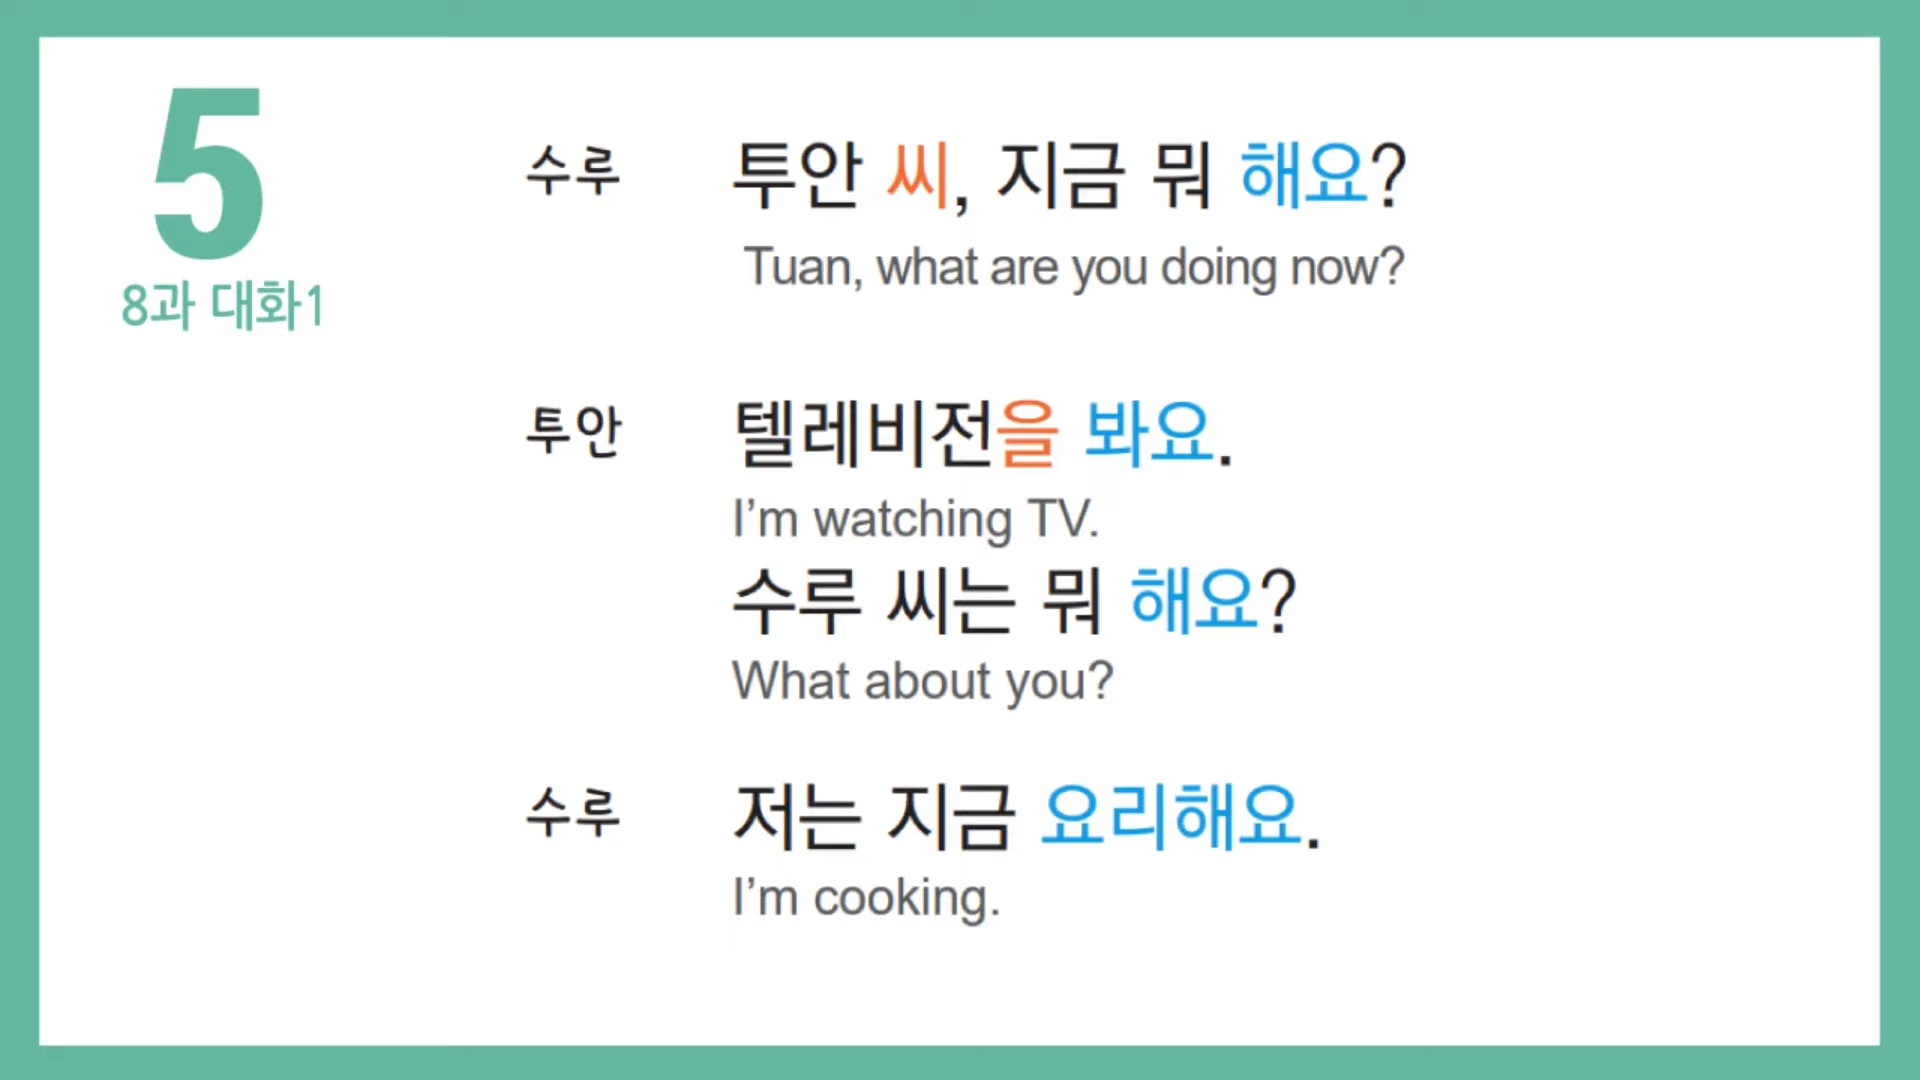 5
8과 대화1
수루 투안 씨, 지금 뭐 해요?
Tuan, what are you doing now?
투안 텔레비전을 봐요.
I'm watching TV.
수루 씨는 뭐 해요?
What about you?
수루 저는 지금 요리해요.
I'm cooking.